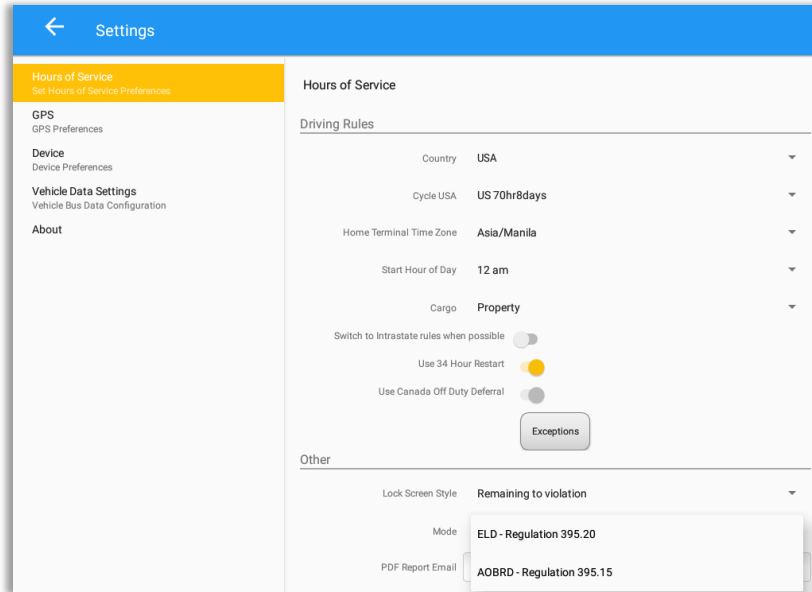 Settings
Hours of Service
Set Hours of Service Preferences
GPS
GPS Preferences
Device
Device Preferences
Vehicle Data Settings
Vehicle Bus Data Configuration
About
Hours of Service
Driving Rules
Country USA
Cycle USA US 70hr8days
Home Terminal Time Zone Asia/Manila
Start Hour of Day 12 am
Cargo Property
Switch to Intrastate rules when possible
Use 34 Hour Restart
Use Canada Off Duty Deferral
Exceptions
Other
Lock Screen Style Remaining to violation
Mode ELD - Regulation 395.20
PDF Report Email AOBRD - Regulation 395.15